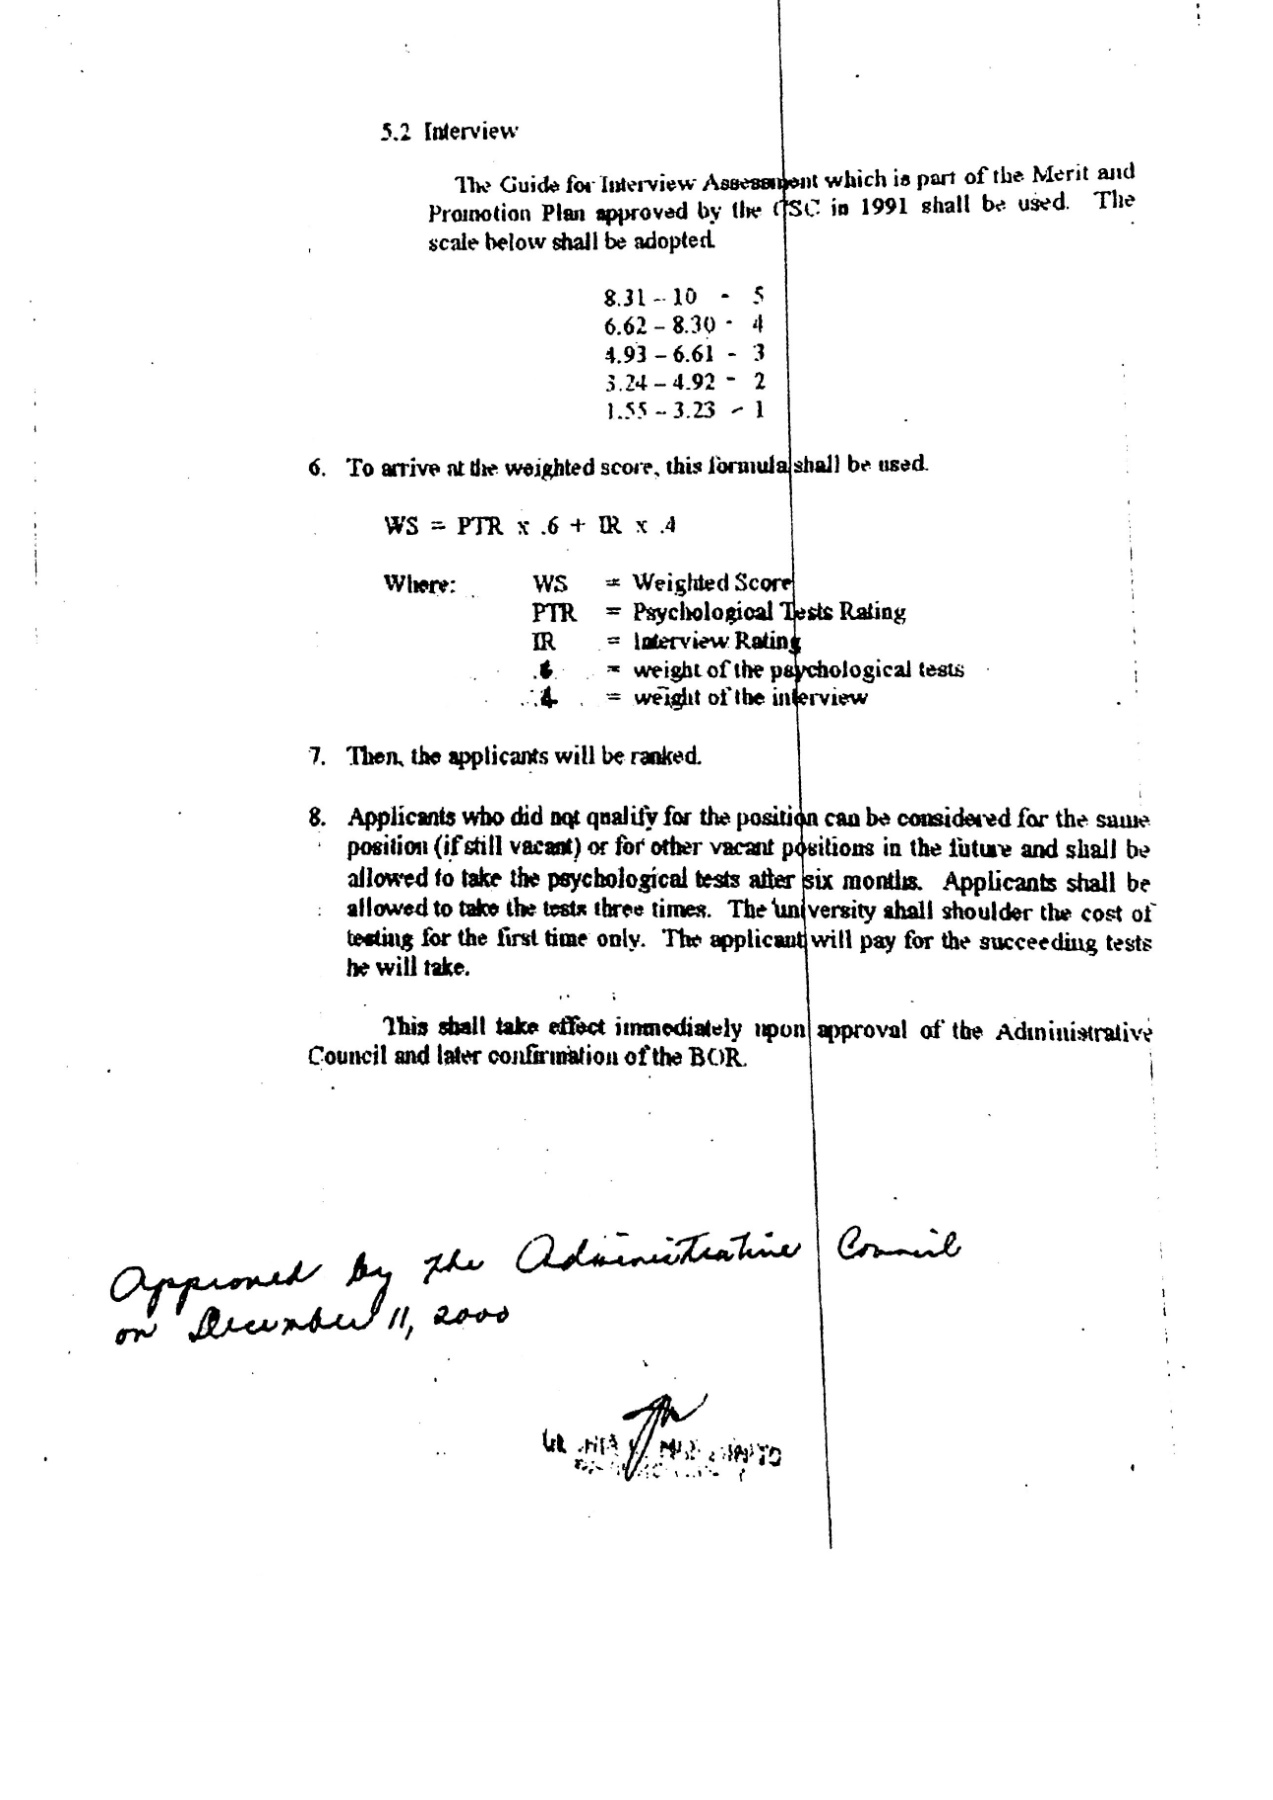 5.2 Interview
The Guide for Interview Assessment which is part of the Merit and
Promotion Plan approved by the CSC in 1991 shall be used. The
scale below shall be adopted.
8.31 – 10 - 5
6.62 – 8.30 - 4
4.93 – 6.61 - 3
3.24 – 4.92 - 2
1.55 – 3.23 - 1
6. To arrive at the weighted score, this formula shall be used.
WS = PTR x .6 + IR x .4
Where: WS = Weighted Score
PTR = Psychological Tests Rating
IR = Interview Rating
.6 = weight of the psychological tests
.4 = weight of the interview
7. Then, the applicants will be ranked.
8. Applicants who did not qualify for the position can be considered for the same
position (if still vacant) or for other vacant positions in the future and shall be
allowed to take the psychological tests after six months. Applicants shall be
allowed to take the tests three times. The university shall shoulder the cost of
testing for the first time only. The applicant will pay for the succeeding tests
he will take.
This shall take effect immediately upon approval of the Administrative
Council and later confirmation of the BOR.
Approved by the Administrative Council
on December 11, 2000